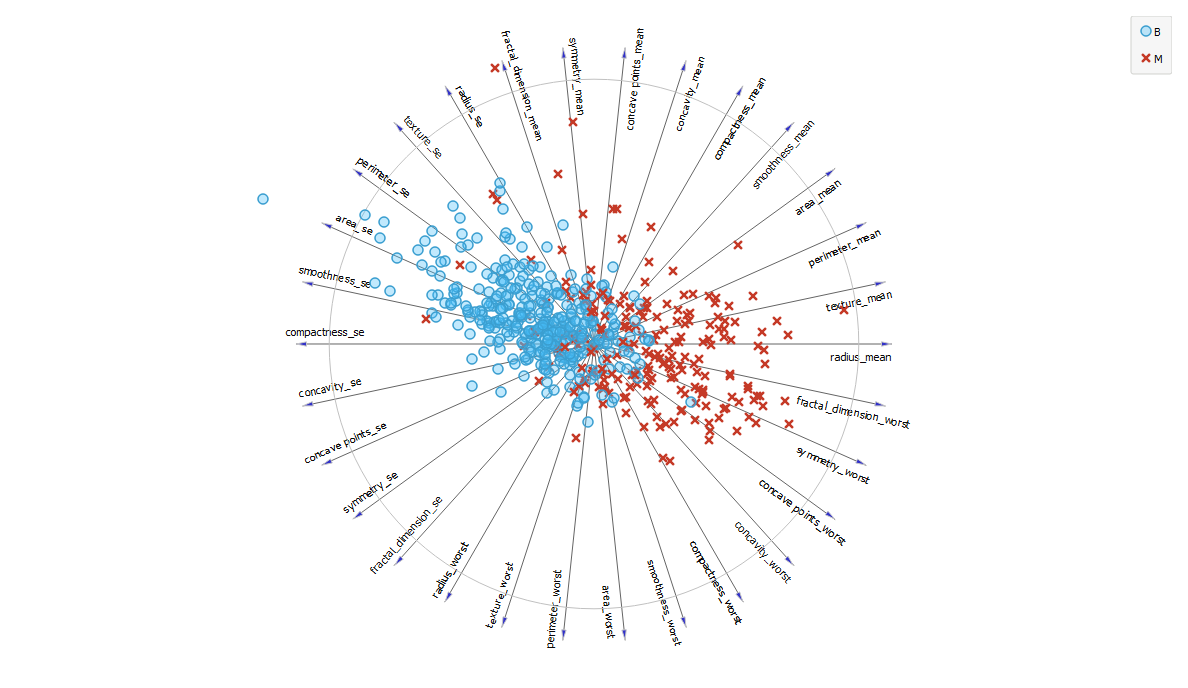 B
M
fractal_dimension_mean
symmetry_mean
concave points_mean
concavity_mean
compactness_mean
smoothness_mean
area_mean
perimeter_mean
texture_mean
radius_mean
fractal_dimension_worst
symmetry_worst
concave points_worst
concavity_worst
compactness_worst
smoothness_worst
area_worst
perimeter_worst
texture_worst
radius_worst
fractal_dimension_se
symmetry_se
concave points_se
concavity_se
compactness_se
smoothness_se
area_se
perimeter_se
texture_se
radius_se